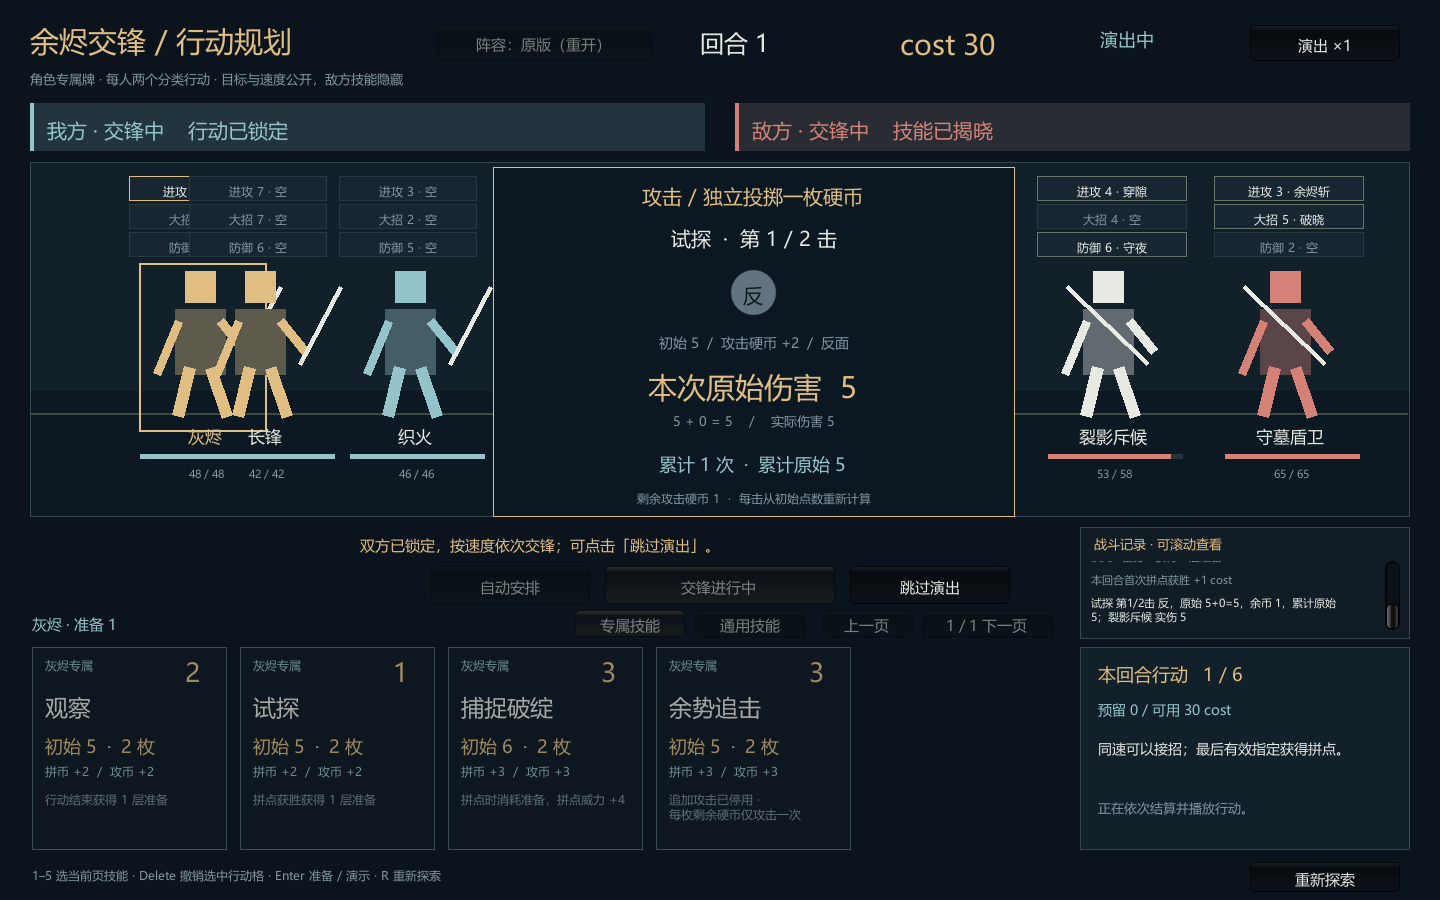 余烬交锋 / 行动规划
阵容：原版（重开）
回合 1
cost 30
演出中
演出 ×1
角色专属牌 · 每人两个分类行动 · 目标与速度公开，敌方技能隐藏
我方 · 交锋中 行动已锁定
敌方 · 交锋中 技能已揭晓
进攻
进攻 7 · 空
进攻 3 · 空
大招
大招 7 · 空
大招 2 · 空
防御
防御 6 · 空
防御 5 · 空
攻击 / 独立投掷一枚硬币
试探 · 第 1 / 2 击
反
初始 5 / 攻击硬币 +2 / 反面
本次原始伤害 5
5 + 0 = 5 / 实际伤害 5
累计 1 次 · 累计原始 5
剩余攻击硬币 1 · 每击从初始点数重新计算
进攻 4 · 穿隙
进攻 3 · 余烬斩
大招 4 · 空
大招 5 · 破晓
防御 6 · 守夜
防御 2 · 空
灰烬
长锋
织火
裂影斥候
守墓盾卫
48 / 48
42 / 42
46 / 46
53 / 58
65 / 65
双方已锁定，按速度依次交锋；可点击「跳过演出」。
自动安排
交锋进行中
跳过演出
战斗记录 · 可滚动查看
本回合首次拼点获胜 +1 cost
试探 第1/2击 反，原始 5+0=5，余币 1，累计原始
5；裂影斥候 实伤 5
灰烬 · 准备 1
专属技能
通用技能
上一页
1 / 1 下一页
灰烬专属
2
观察
初始 5 · 2 枚
拼币 +2 / 攻币 +2
行动结束获得 1 层准备
灰烬专属
1
试探
初始 5 · 2 枚
拼币 +2 / 攻币 +2
拼点获胜获得 1 层准备
灰烬专属
3
捕捉破绽
初始 6 · 2 枚
拼币 +3 / 攻币 +3
拼点时消耗准备，拼点威力 +4
灰烬专属
3
余势追击
初始 5 · 2 枚
拼币 +3 / 攻币 +3
追加攻击已停用 ·
每枚剩余硬币仅攻击一次
本回合行动 1 / 6
预留 0 / 可用 30 cost
同速可以接招；最后有效指定获得拼点。
正在依次结算并播放行动。
1–5 选当前页技能 · Delete 撤销选中行动格 · Enter 准备 / 演示 · R 重新探索
重新探索